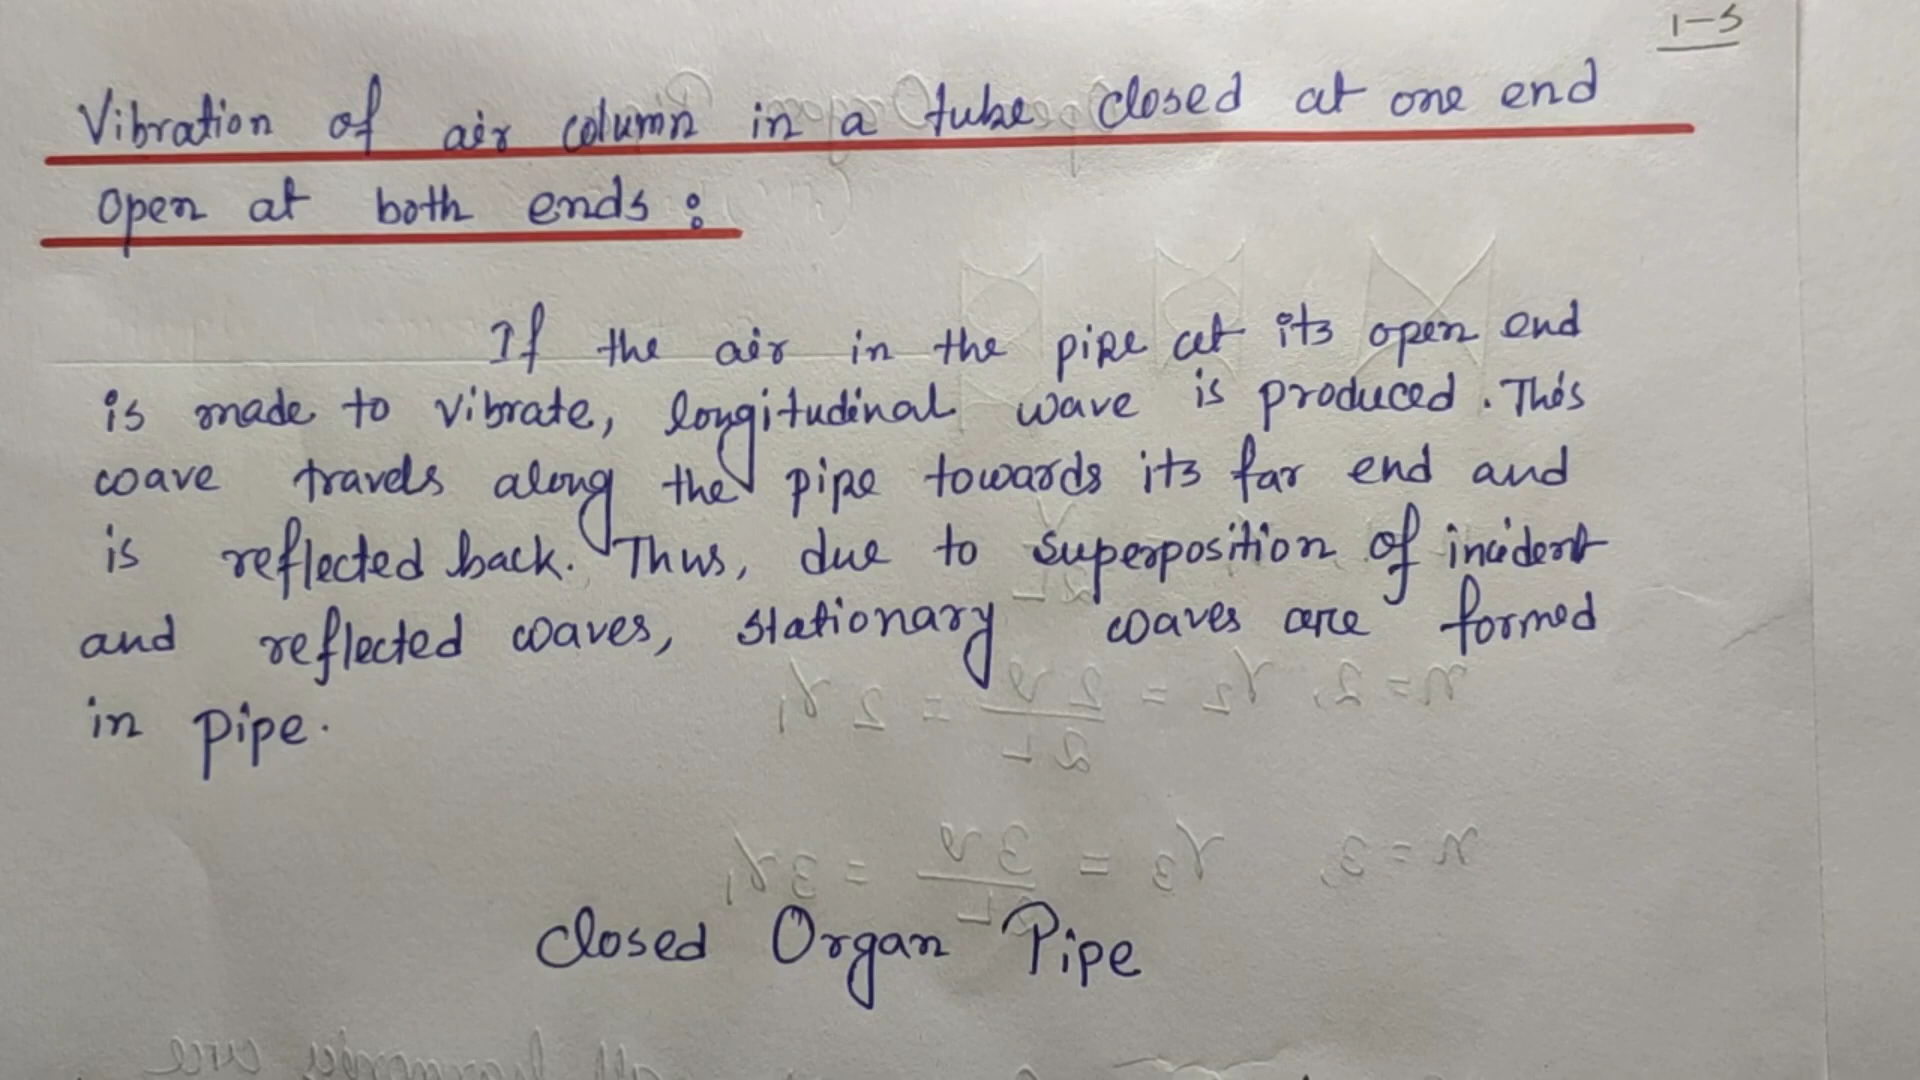 1-5
Vibration of air column in a tube closed at one end
open at both ends :
If the air in the pipe at its open end
is made to vibrate, longitudinal wave is produced. This
wave travels along the pipe towards its far end and
is reflected back. Thus, due to superposition of incident
and reflected waves, stationary waves are formed
in pipe.
Closed Organ Pipe